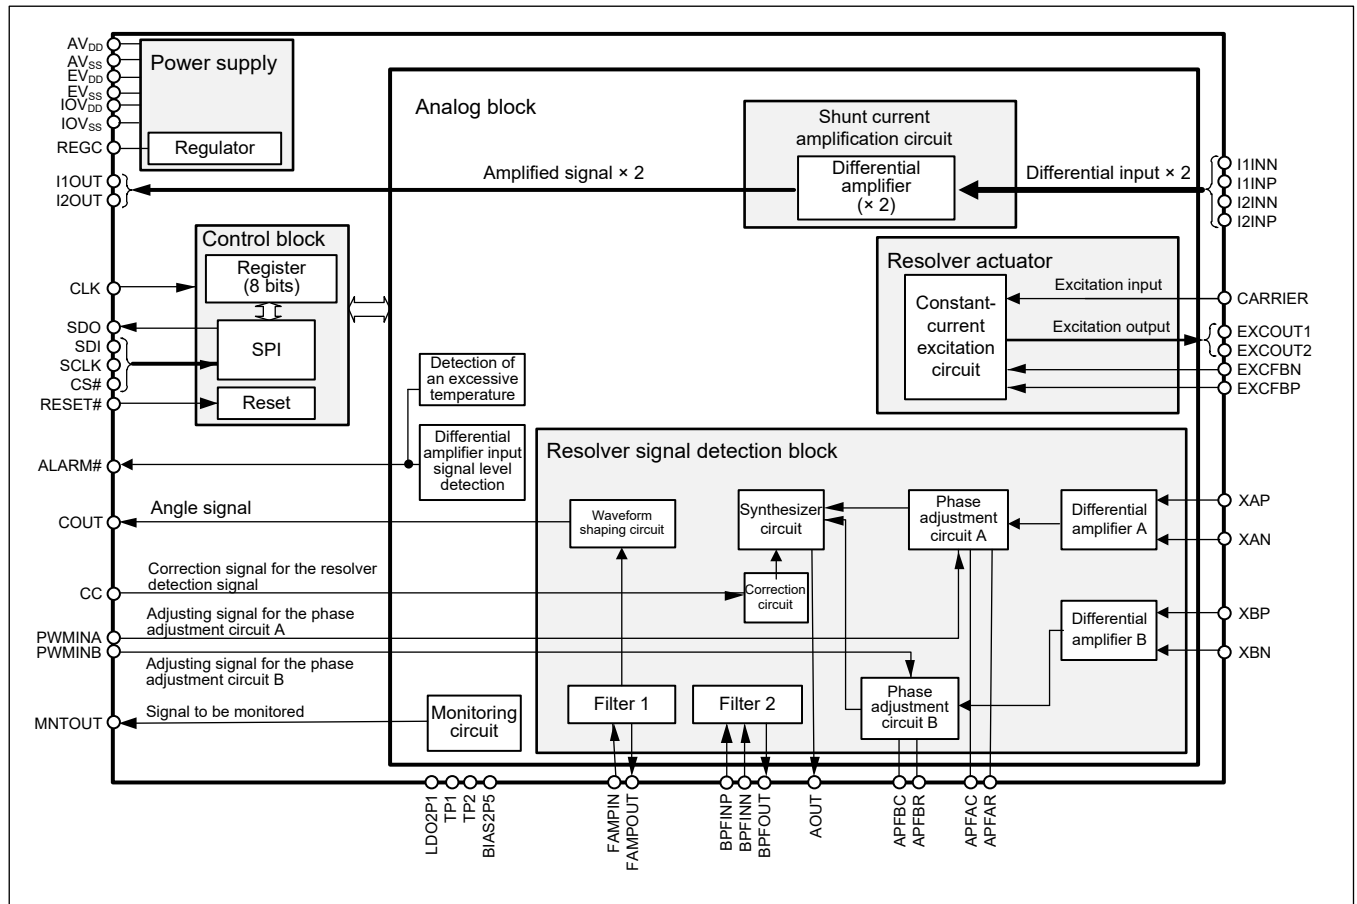 AVDD
AVSS
EVDD
EVSS
IOVDD
IOVSS
REGC
I1OUT
I2OUT
CLK
SDO
SDI
SCLK
CS#
RESET#
ALARM#
COUT
CC
PWMINA
PWMINB
MNTOUT
Power supply
Regulator
Control block
Register
(8 bits)
SPI
Reset
Analog block
Amplified signal × 2
Shunt current
amplification circuit
Differential
amplifier
(× 2)
Differential input × 2
I1INN
I1INP
I2INN
I2INP
Resolver actuator
Constant-
current
excitation
circuit
Excitation input
Excitation output
CARRIER
EXCOUT1
EXCOUT2
EXCFBN
EXCFBP
Detection of
an excessive
temperature
Differential
amplifier input
signal level
detection
Resolver signal detection block
Angle signal
Waveform
shaping circuit
Synthesizer
circuit
Phase
adjustment
circuit A
Differential
amplifier A
XAP
XAN
Correction signal for the resolver
detection signal
Correction
circuit
Adjusting signal for the phase
adjustment circuit A
Adjusting signal for the phase
adjustment circuit B
Differential
amplifier B
XBP
XBN
Signal to be monitored
Monitoring
circuit
Filter 1
Filter 2
Phase
adjustment
circuit B
LDO2P1
TP1
TP2
BIAS2P5
FAMPIN
FAMPOUT
BPFINP
BPFINN
BPFOUT
AOUT
APFBC
APFBR
APFAC
APFAR